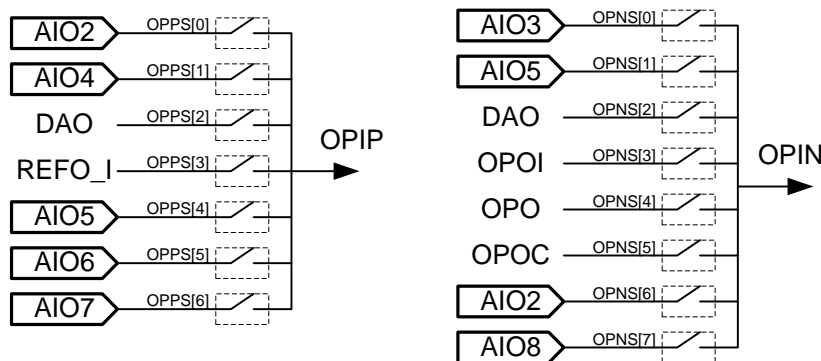 AIO2 OPPS[0]
AIO4 OPPS[1]
DAO OPPS[2]
OPIP
REFO_I OPPS[3]
AIO5 OPPS[4]
AIO6 OPPS[5]
AIO7 OPPS[6]
AIO3 OPNS[0]
AIO5 OPNS[1]
DAO OPNS[2]
OPOI OPNS[3]
OPIN
OPO OPNS[4]
OPOC OPNS[5]
AIO2 OPNS[6]
AIO8 OPNS[7]